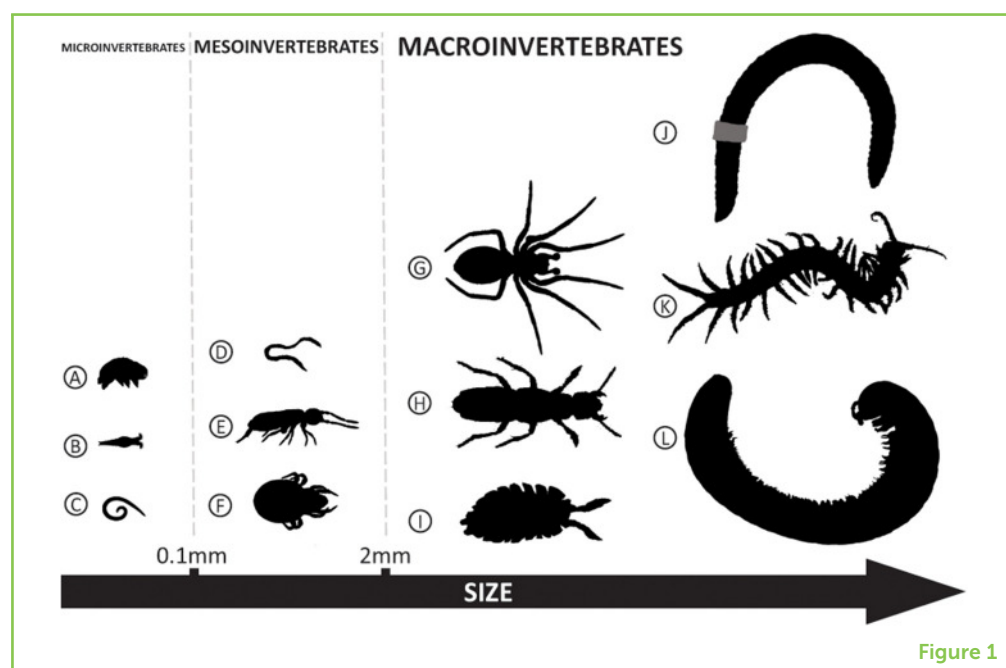 MICROINVERTEBRATES MESOINVERTEBRATES MACROINVERTEBRATES
J
G
K
D
A
H
E
L
B
C
F
I
0.1mm 2mm
SIZE
Figure 1